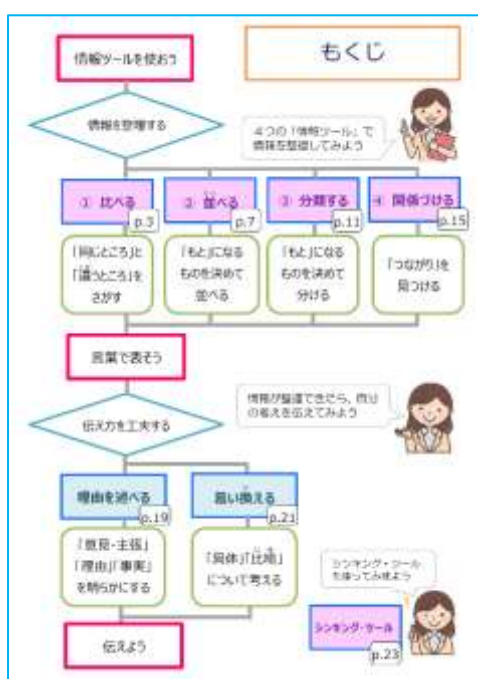 もくじ
情報ツールを使おう
情報を整理する
4つの「情報ツール」で
情報を整理してみよう
① 比べる
p.3
② 並べる
p.7
③ 分類する
p.11
④ 関係づける
p.15
「同じところ」と
「違うところ」を
さがす
「もと」になる
ものを決めて
並べる
「もと」になる
ものを決めて
分ける
「つながり」を
見つける
言葉で表そう
情報が整理できたら、自分
の考えを伝えてみよう
伝え方を工夫する
理由を述べる
p.19
言い換える
p.21
「意見・主張」
「理由」「事実」
を明らかにする
「具体」「比喩」
について考える
シンキング・ツール
を使ってみよう
シンキング・ツール
p.23
伝えよう